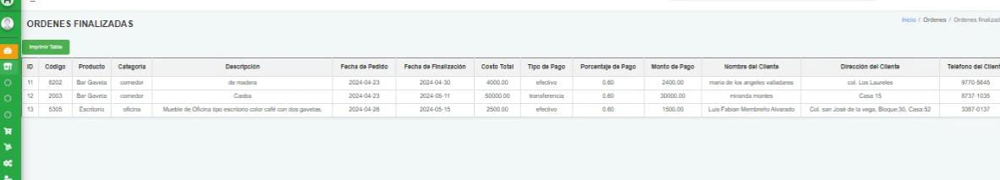 ORDENES FINALIZADAS
Inicio / Ordenes / Ordenes finalizad
Imprimir Tabla
ID Código Producto Categoria Descripción Fecha de Pedido Fecha de Finalización Costo Total Tipo de Pago Porcentaje de Pago Monto de Pago Nombre del Cliente Dirección del Cliente Teléfono del Client
11 6202 Bar Gaveta comedor de madera 2024-04-23 2024-04-30 4000.00 efectivo 0.60 2400.00 maria de los angeles valladares col. Los Laureles 9770-5645
12 2003 Bar Gaveta comedor Caoba 2024-04-23 2024-05-11 50000.00 transferencia 0.60 30000.00 miranda montes Casa 15 8737-1035
13 5305 Escritorio oficina Mueble de Oficina tipo escritorio color café con dos gavetas. 2024-04-26 2024-05-15 2500.00 efectivo 0.60 1500.00 Luis Fabian Membreño Alvarado Col. san José de la vega, Bloque:30, Casa:52 3387-0137